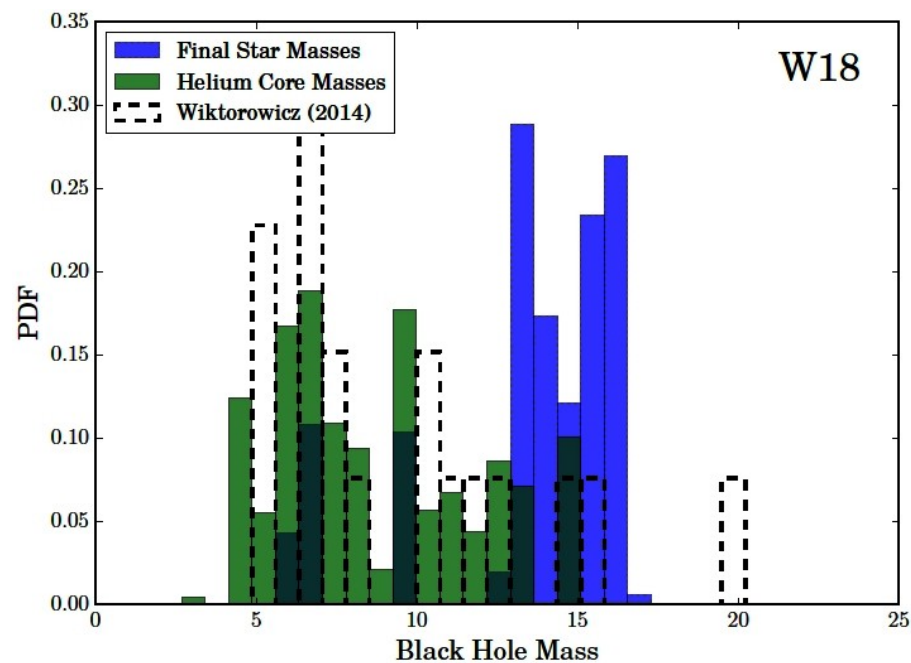 0.35
0.30
0.25
0.20
0.15
0.10
0.05
0.00
PDF
Final Star Masses
Helium Core Masses
Wiktorowicz (2014)
W18
0 5 10 15 20 25
Black Hole Mass